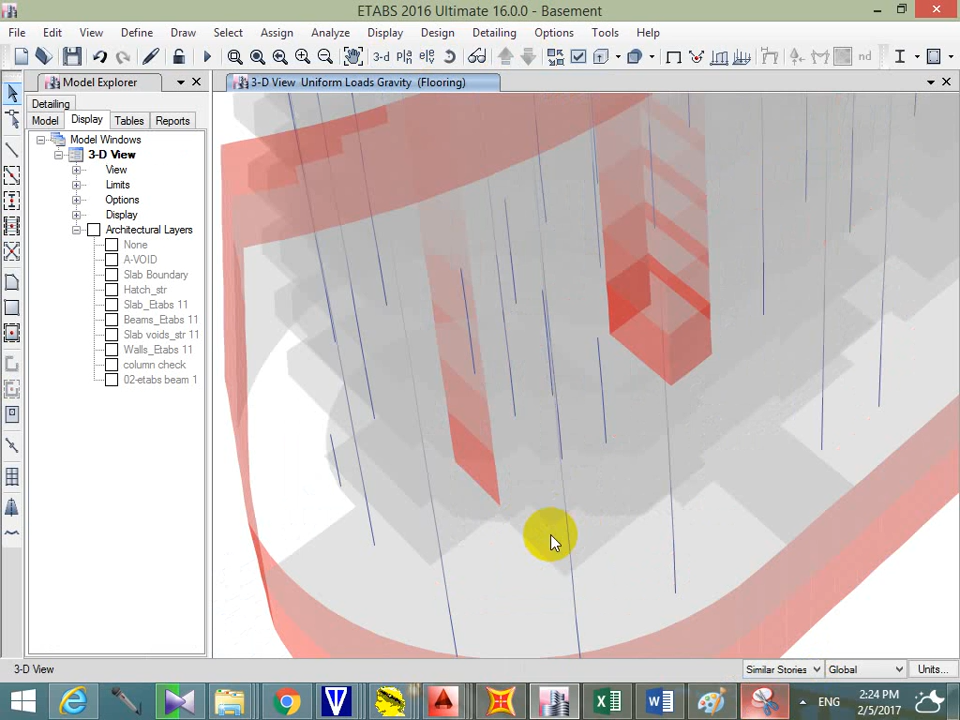 ETABS 2016 Ultimate 16.0.0 - Basement
File Edit View Define Draw Select Assign Analyze Display Design Detailing Options Tools Help
3-d pla ele nd
Model Explorer
3-D View Uniform Loads Gravity (Flooring)
Detailing
Model Display Tables Reports
Model Windows
3-D View
View
Limits
Options
Display
Architectural Layers
None
A-VOID
Slab Boundary
Hatch_str
Slab_Etabs 11
Beams_Etabs 11
Slab voids_str 11
Walls_Etabs 11
column check
02-etabs beam 1
3-D View
Similar Stories Global Units...
ENG
2:24 PM
2/5/2017